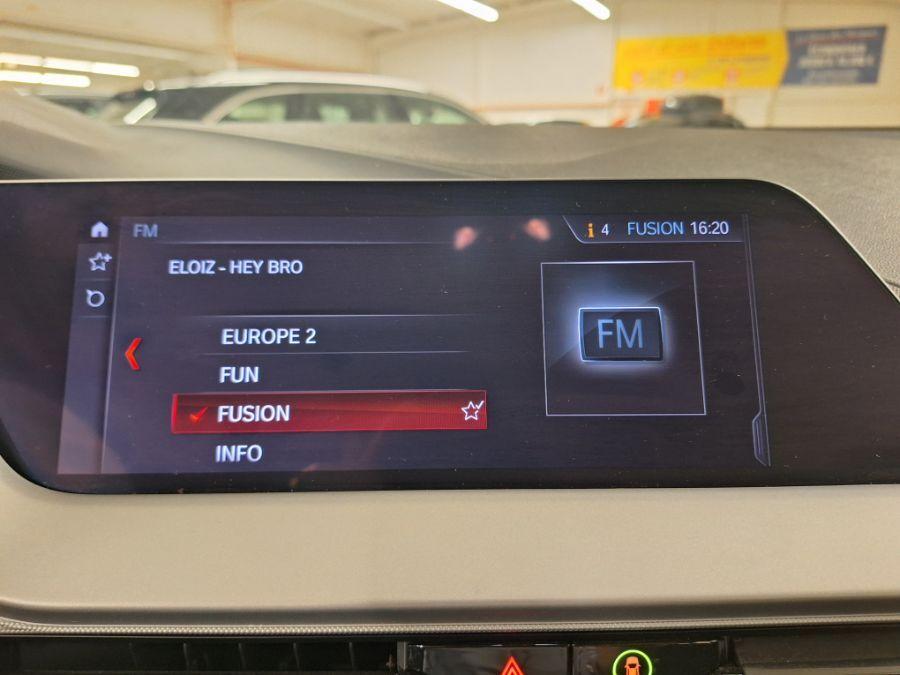 FM
4 FUSION 16:20
ELOIZ - HEY BRO
EUROPE 2
FUN
FUSION
INFO
FM